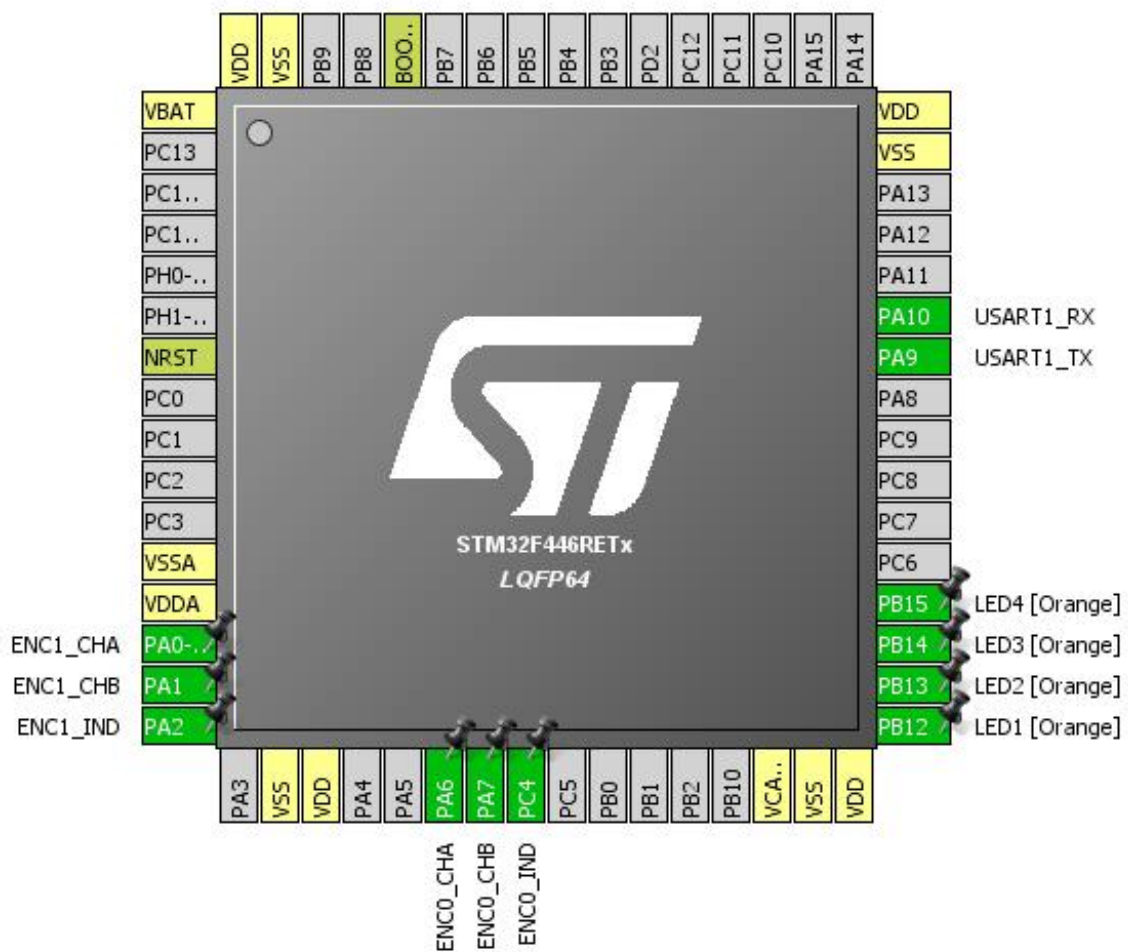 VDD
VSS
PB9
PB8
BOO..
PB7
PB6
PB5
PB4
PB3
PD2
PC12
PC11
PC10
PA15
PA14
VBAT
PC13
PC1..
PC1..
PH0-..
PH1-..
NRST
PC0
PC1
PC2
PC3
VSSA
VDDA
ENC1_CHA PA0-..
ENC1_CHB PA1
ENC1_IND PA2
ST
STM32F446RETx
LQFP64
VDD
VSS
PA13
PA12
PA11
PA10 USART1_RX
PA9 USART1_TX
PA8
PC9
PC8
PC7
PC6
PB15 LED4 [Orange]
PB14 LED3 [Orange]
PB13 LED2 [Orange]
PB12 LED1 [Orange]
PA3
VSS
VDD
PA4
PA5
PA6
PA7
PC4
PC5
PB0
PB1
PB2
PB10
VCA..
VSS
VDD
ENC0_CHA
ENC0_CHB
ENC0_IND